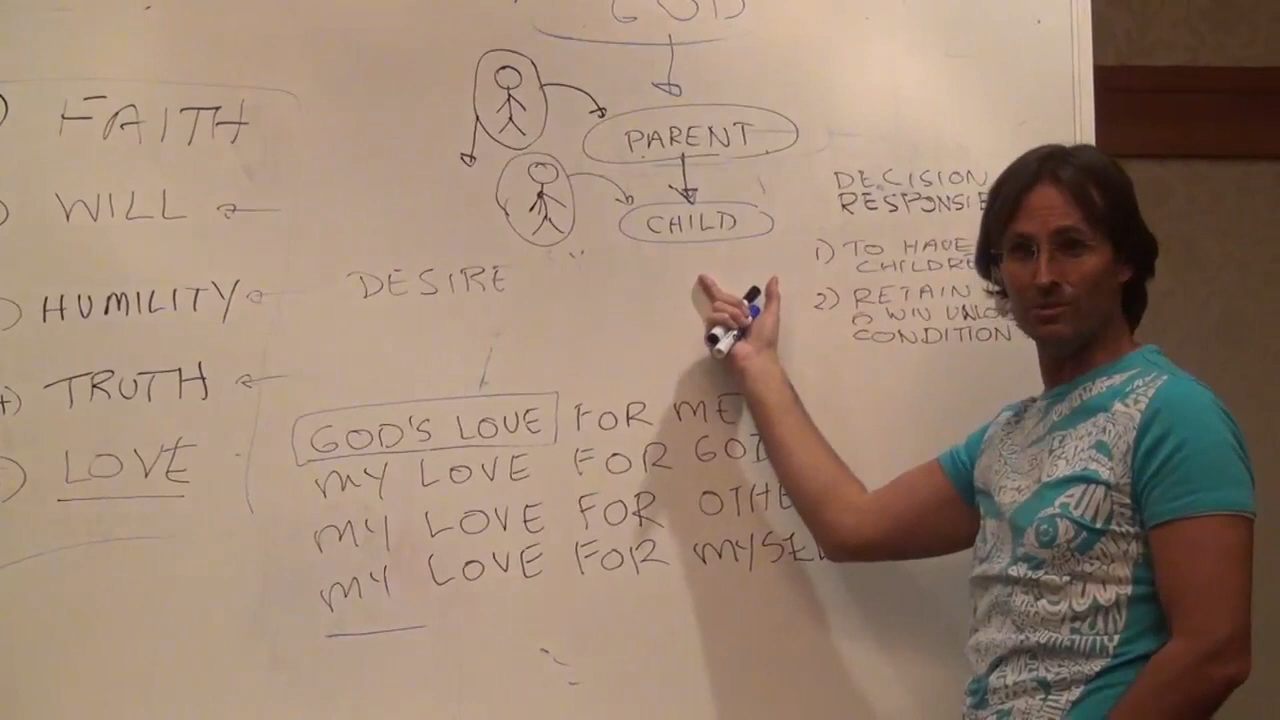 GOD
FAITH
WILL
HUMILITY
TRUTH
LOVE
PARENT
CHILD
DESIRE
GOD'S LOVE FOR ME
MY LOVE FOR GOD
MY LOVE FOR OTHE
MY LOVE FOR MYSEL
DECISION
RESPONSIB
1) TO HAVE
CHILDRE
2) RETAIN
OWN UNLO
CONDITION